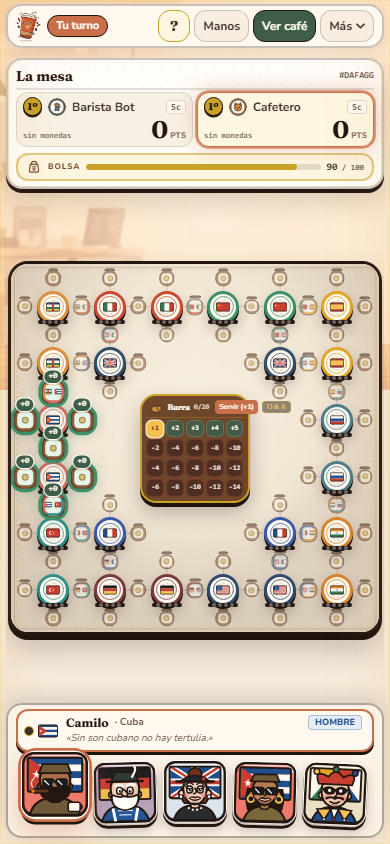 Tu turno
?
Manos
Ver café
Más
La mesa
#DAFAGG
1º Barista Bot 5c
sin monedas 0 PTS
1º Cafetero 5c
sin monedas 0 PTS
BOLSA 90 / 100
+0
+0 +0
+0
+0 +0
+0
Barra 0/20 Servir (+1)
+1 +2 +3 +4 +5
-2 -4 -6 -8 -10
-4 -6 -8 -10 -12
-6 -8 -10 -12 -14
Camilo · Cuba HOMBRE
«Sin son cubano no hay tertulia.»